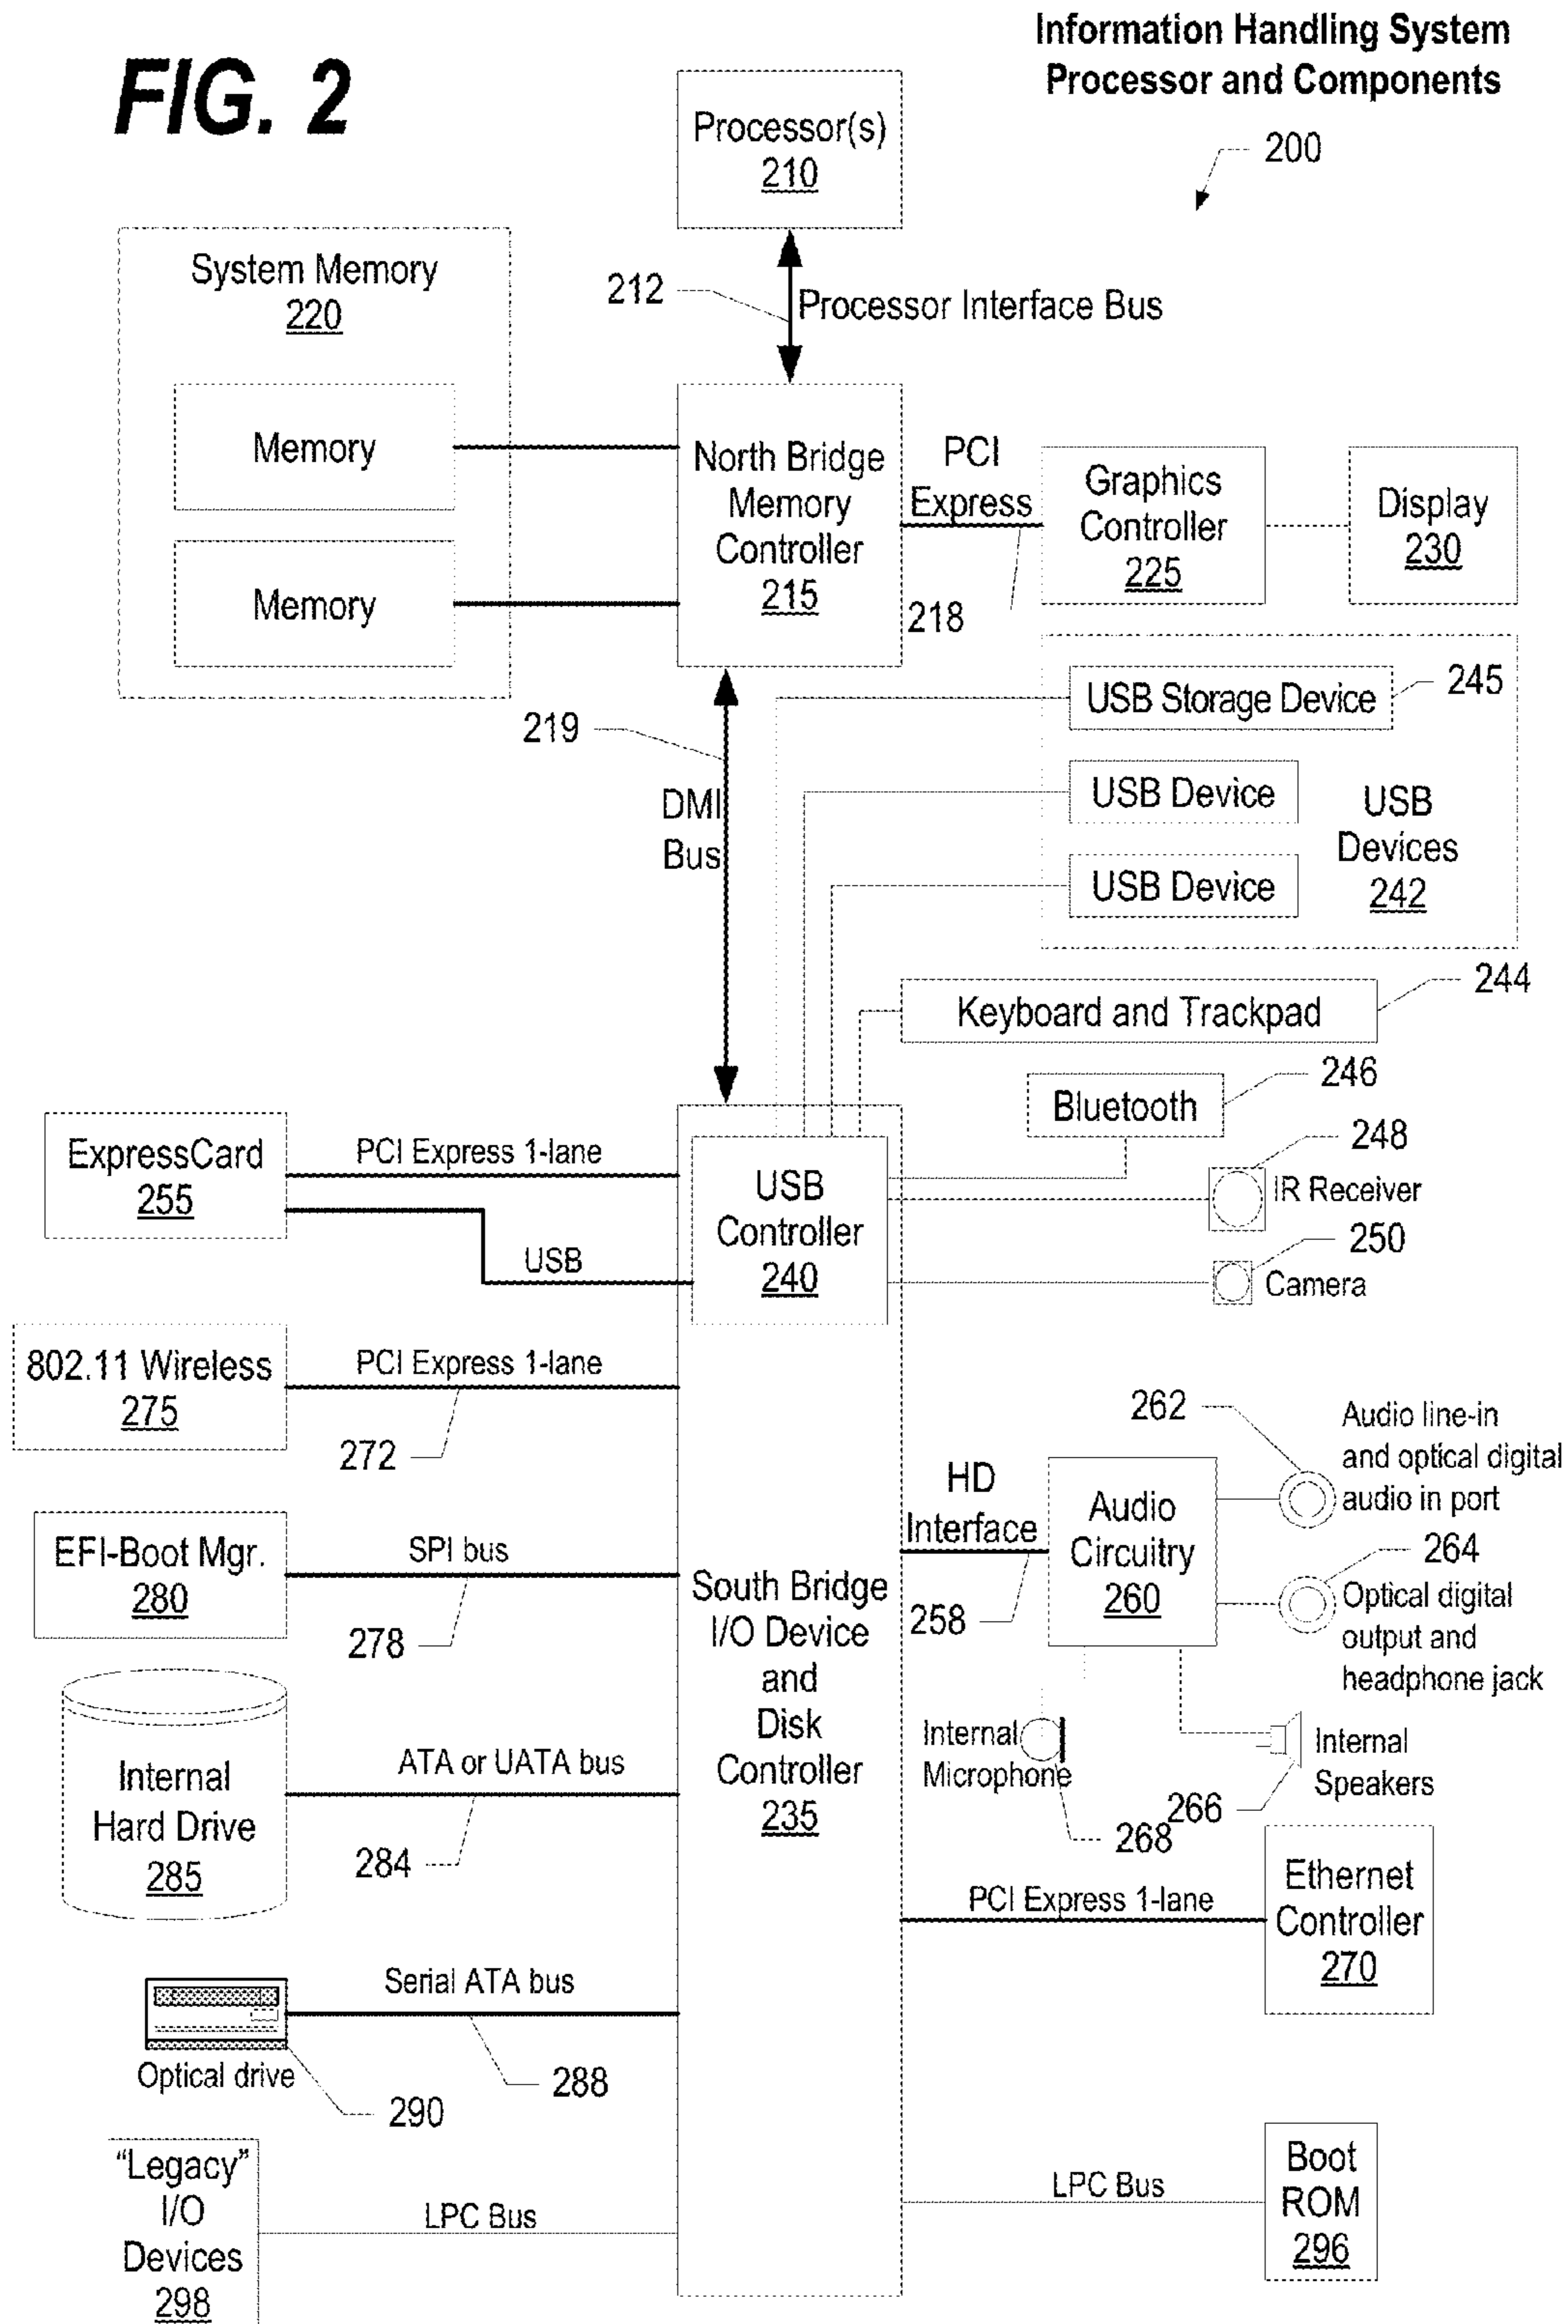 FIG. 2
Information Handling System
Processor and Components
200
Processor(s)
210
212
Processor Interface Bus
System Memory
220
Memory
Memory
North Bridge
Memory
Controller
215
PCI
Express
218
Graphics
Controller
225
Display
230
219
DMI
Bus
USB Storage Device
245
USB Device
USB Device
USB
Devices
242
Keyboard and Trackpad
244
Bluetooth
246
248
IR Receiver
250
Camera
ExpressCard
255
PCI Express 1-lane
USB
USB
Controller
240
802.11 Wireless
275
PCI Express 1-lane
272
EFI-Boot Mgr.
280
SPI bus
278
South Bridge
I/O Device
and
Disk
Controller
235
HD
Interface
258
Audio
Circuitry
260
262
Audio line-in
and optical digital
audio in port
264
Optical digital
output and
headphone jack
Internal
Microphone
268
Internal
Speakers
266
Internal
Hard Drive
285
ATA or UATA bus
284
PCI Express 1-lane
Ethernet
Controller
270
Serial ATA bus
288
Optical drive
290
"Legacy"
I/O
Devices
298
LPC Bus
LPC Bus
Boot
ROM
296